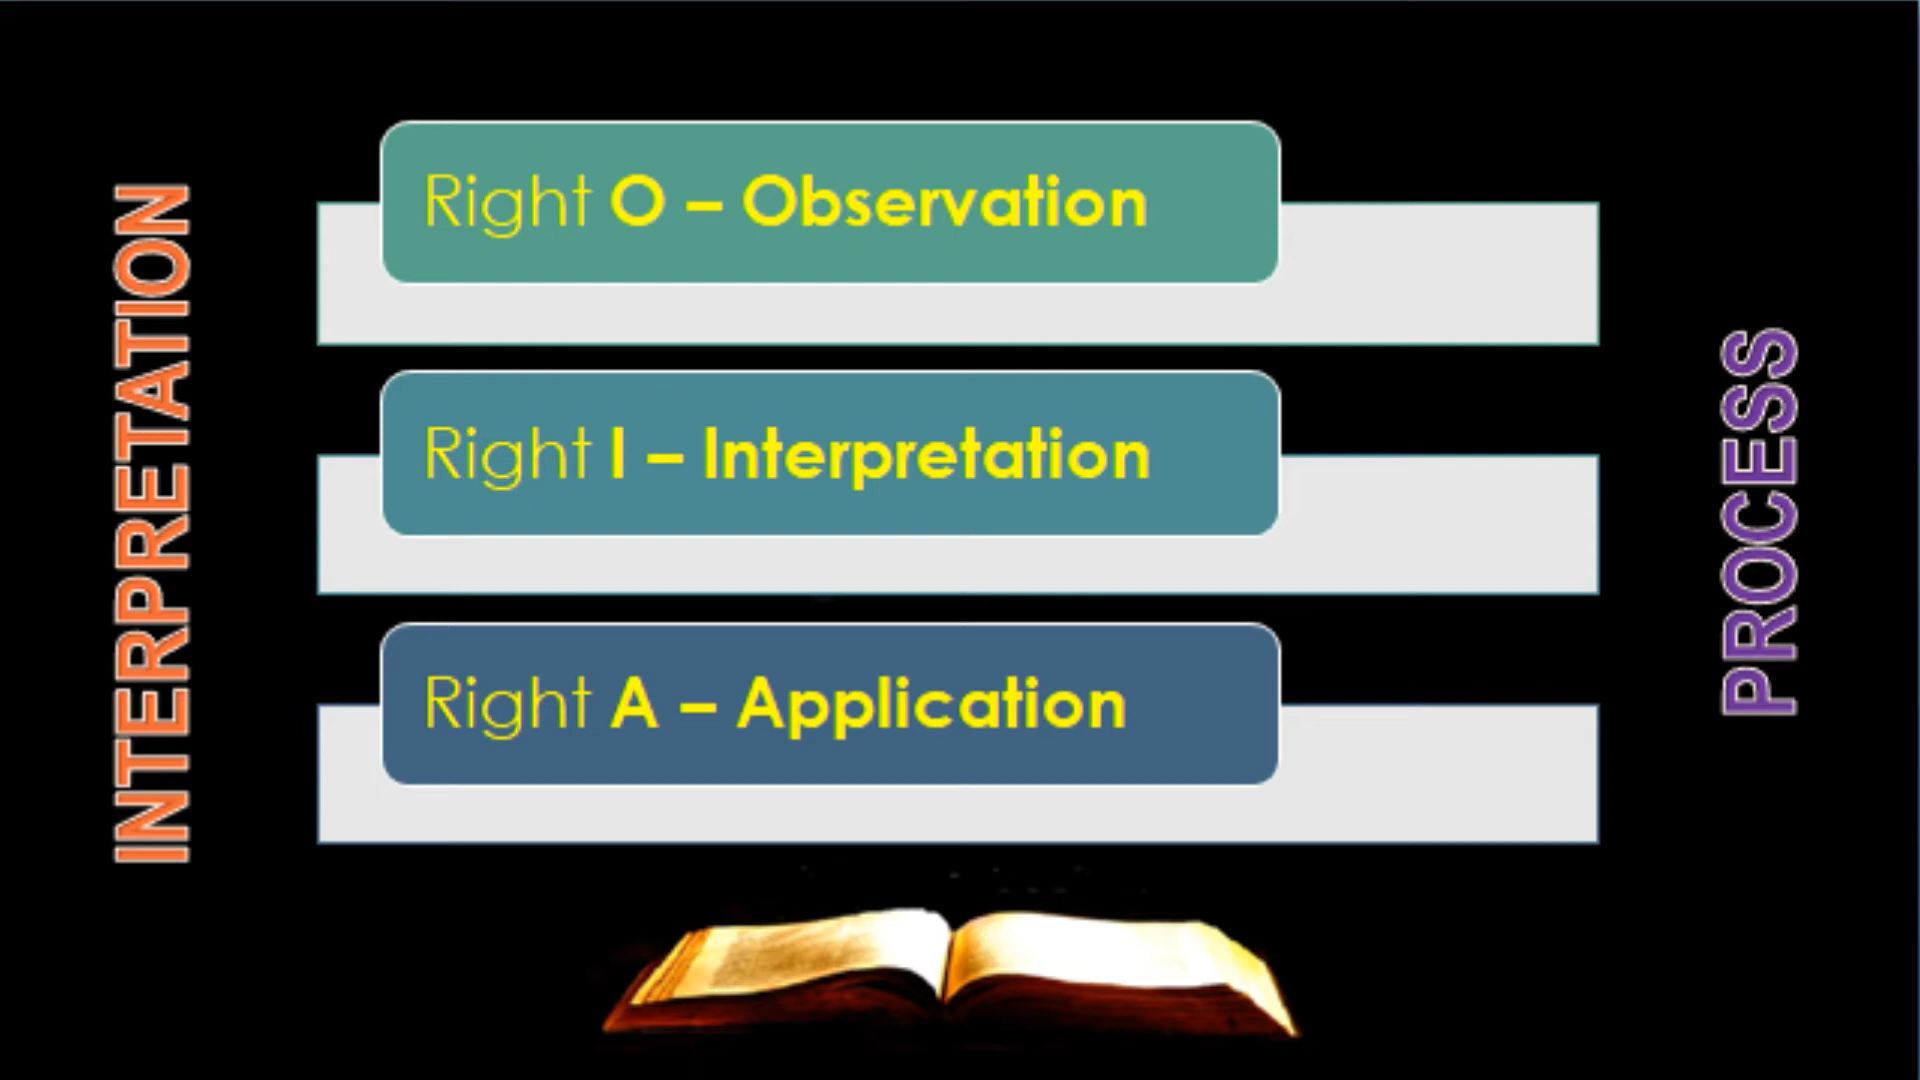 INTERPRETATION
Right O – Observation
Right I – Interpretation
Right A – Application
PROCESS